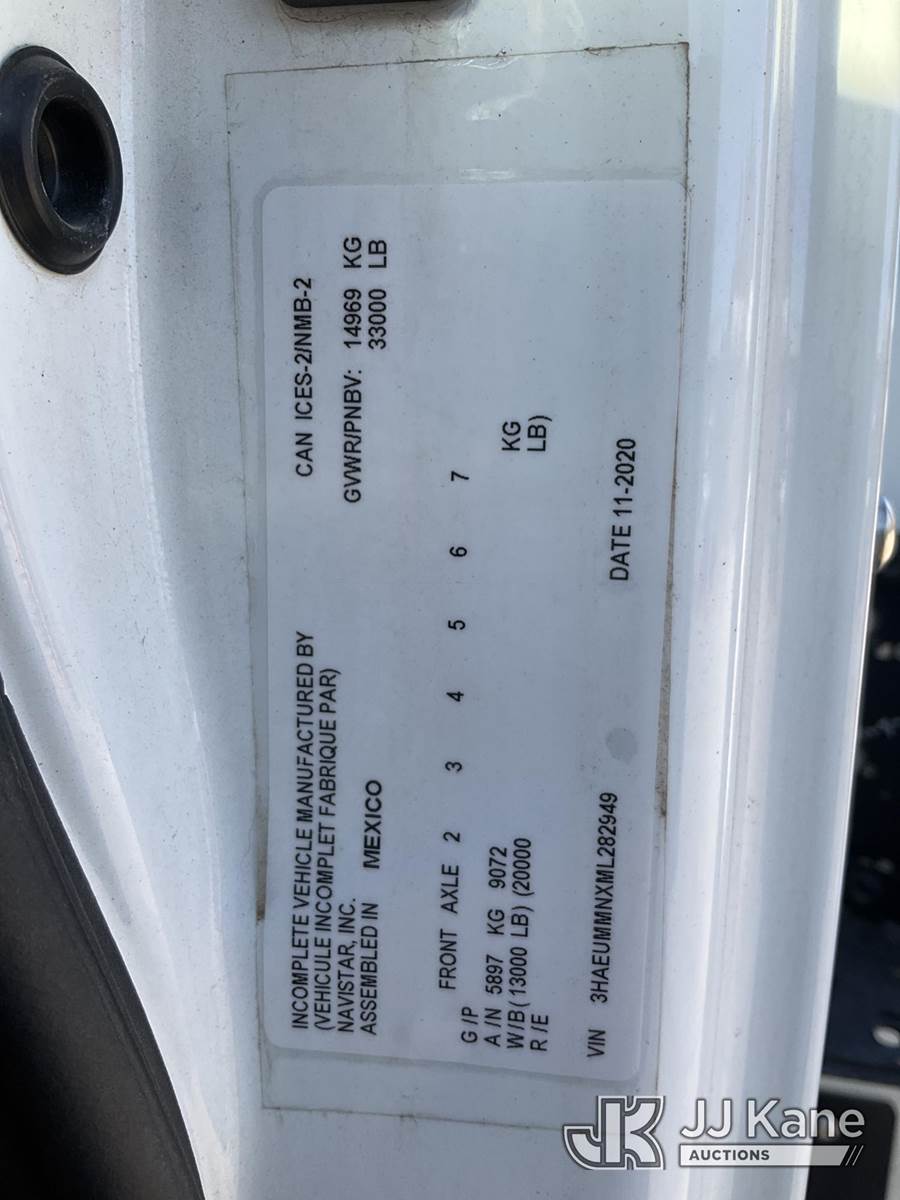 INCOMPLETE VEHICLE MANUFACTURED BY CAN ICES-2/NMB-2
(VEHICULE INCOMPLET FABRIQUE PAR)
NAVISTAR, INC. GVWR/PNBV: 14969 KG
ASSEMBLED IN MEXICO 33000 LB
FRONT AXLE 2 3 4 5 6 7
G/P
A/N 5897 KG 9072 KG
W/B(13000 LB) (20000 LB)
R/E
VIN 3HAEUMMNXML282949 DATE 11-2020
JK JJ Kane
AUCTIONS